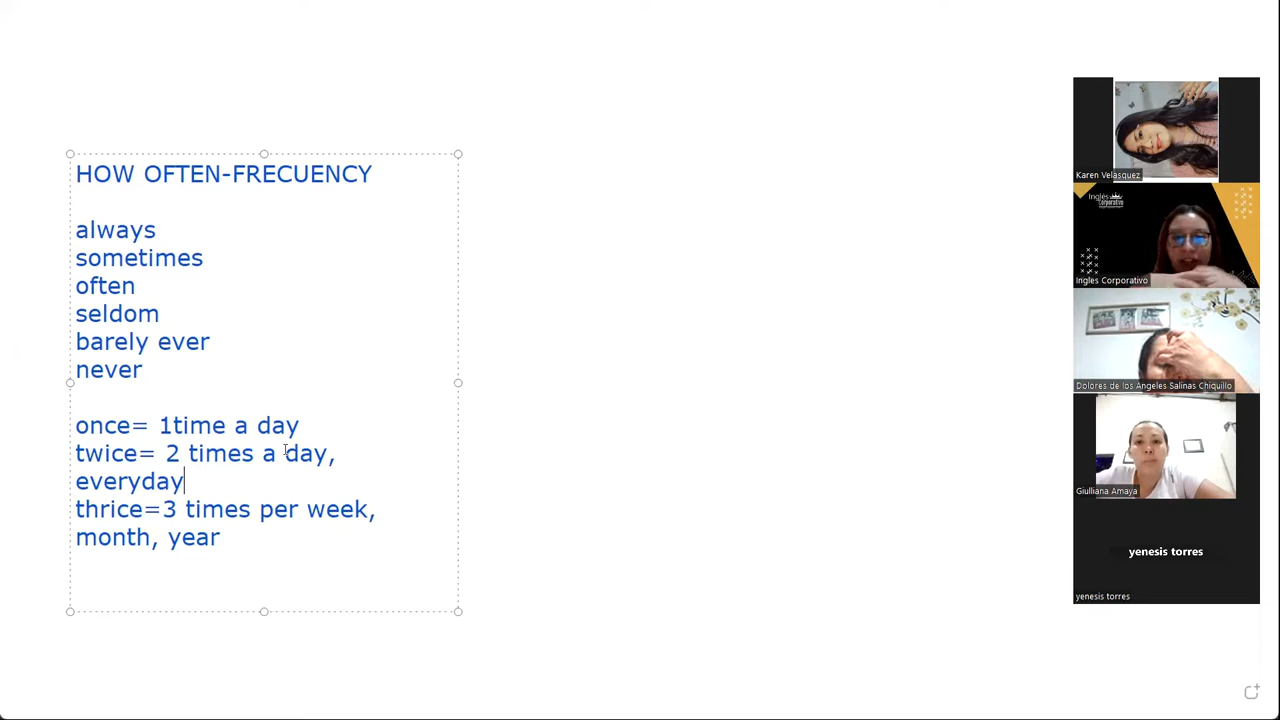 HOW OFTEN-FRECUENCY
always
sometimes
often
seldom
barely ever
never
once= 1time a day
twice= 2 times a day,
everyday
thrice=3 times per week,
month, year
Karen Velasquez
Inglés
Corporativo
Ingles Corporativo
Dolores de los Angeles Salinas Chiquillo
Giulliana Amaya
yenesis torres
yenesis torres